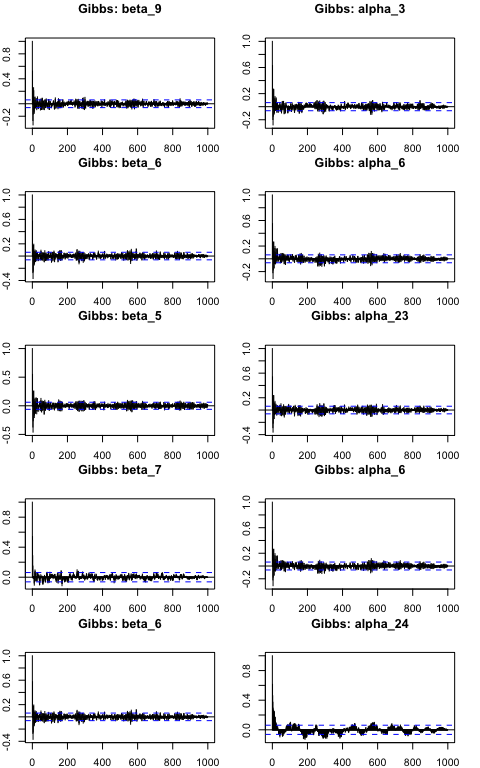 Gibbs: beta_9 Gibbs: alpha_3
-0.2 0.4 0.8 -0.2 0.2 0.6 1.0
0 200 400 600 800 1000 0 200 400 600 800 1000
Gibbs: beta_6 Gibbs: alpha_6
-0.4 0.2 0.6 1.0 -0.2 0.2 0.6 1.0
0 200 400 600 800 1000 0 200 400 600 800 1000
Gibbs: beta_5 Gibbs: alpha_23
-0.5 0.0 0.5 1.0 -0.4 0.2 0.6 1.0
0 200 400 600 800 1000 0 200 400 600 800 1000
Gibbs: beta_7 Gibbs: alpha_6
0.0 0.4 0.8 -0.2 0.2 0.6 1.0
0 200 400 600 800 1000 0 200 400 600 800 1000
Gibbs: beta_6 Gibbs: alpha_24
-0.4 0.2 0.6 1.0 0.0 0.4 0.8
0 200 400 600 800 1000 0 200 400 600 800 1000